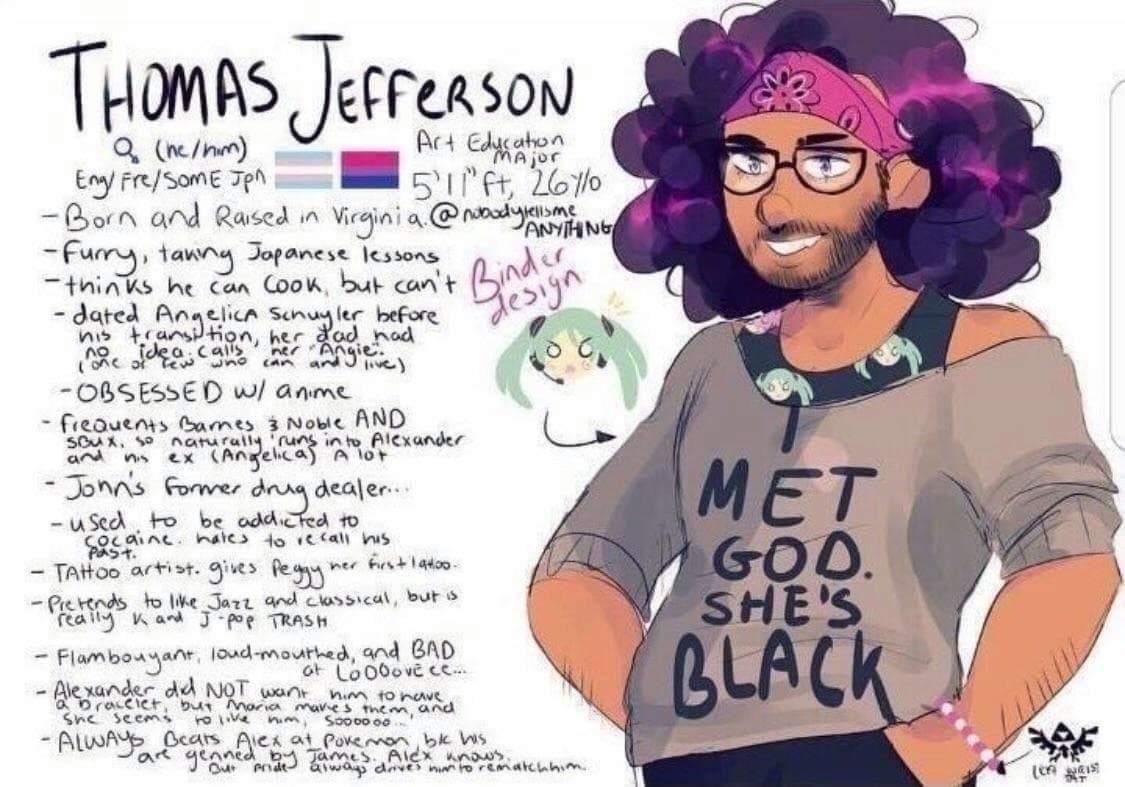 THOMAS JEFFERSON
(he/him)
Eng/Fre/SOME Jpn
Art Education
Major
5'11" ft, 26 y/o
- Born and Raised in Virginia. @nobodytellsme
ANYTHING
- Furry, taking Japanese lessons
- thinks he can cook, but can't
Binder
design
- dated Angelica Schuyler before
his transition, her dad had
no idea. calls her "Angie".
(one of few who can and live)
- OBSESSED w/ anime
- frequents Barnes & Noble AND
SBUX, so naturally runs into Alexander
and his ex (Angelica) A lot
- John's former drug dealer...
- used to be addicted to
cocaine. hates to recall his
past.
- TATtoo artist. gives Peggy her first tattoo.
- Pretends to like Jazz and classical, but is
really K and J-pop TRASH
- Flambouyant, loud-mouthed, and BAD
at LoOOovecc...
- Alexander did NOT want him to have
a bracelet, but Maria makes them, and
she seems to like him, Soooooo...
- ALWAYS Beats Alex at Pokemon, b/c his
are genned by James. Alex knows.
But Pride always drives him to rematch him.
I
MET
GOD.
SHE'S
BLACK